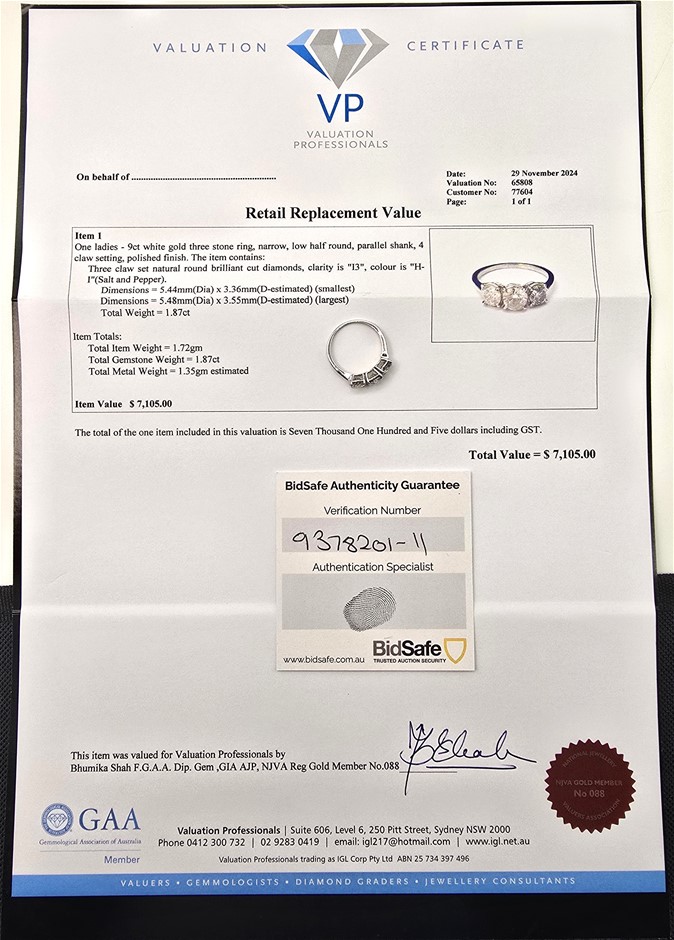 VALUATION CERTIFICATE
VP
VALUATION
PROFESSIONALS
On behalf of ......................................................
Date: 29 November 2024
Valuation No: 65808
Customer No: 77604
Page: 1 of 1
Retail Replacement Value
Item 1
One ladies - 9ct white gold three stone ring, narrow, low half round, parallel shank, 4
claw setting, polished finish. The item contains:
Three claw set natural round brilliant cut diamonds, clarity is "I3", colour is "H-
I"(Salt and Pepper).
Dimensions = 5.44mm(Dia) x 3.36mm(D-estimated) (smallest)
Dimensions = 5.48mm(Dia) x 3.55mm(D-estimated) (largest)
Total Weight = 1.87ct
Item Totals:
Total Item Weight = 1.72gm
Total Gemstone Weight = 1.87ct
Total Metal Weight = 1.35gm estimated
Item Value $ 7,105.00
The total of the one item included in this valuation is Seven Thousand One Hundred and Five dollars including GST.
Total Value = $ 7,105.00
BidSafe Authenticity Guarantee
Verification Number
9378201-11
Authentication Specialist
www.bidsafe.com.au
BidSafe
TRUSTED AUCTION SECURITY
This item was valued for Valuation Professionals by
Bhumika Shah F.G.A.A. Dip. Gem ,GIA AJP, NJVA Reg Gold Member No.088
NATIONAL JEWELLERY
NJVA GOLD MEMBER
No 088
VALUERS ASSOCIATION
GAA
Gemmological Association of Australia
Member
Valuation Professionals | Suite 606, Level 6, 250 Pitt Street, Sydney NSW 2000
Phone 0412 300 732 | 02 9283 0419 | email: igl217@hotmail.com | www.igl.net.au
Valuation Professionals trading as IGL Corp Pty Ltd ABN 25 734 397 496
VALUERS • GEMMOLOGISTS • DIAMOND GRADERS • JEWELLERY CONSULTANTS